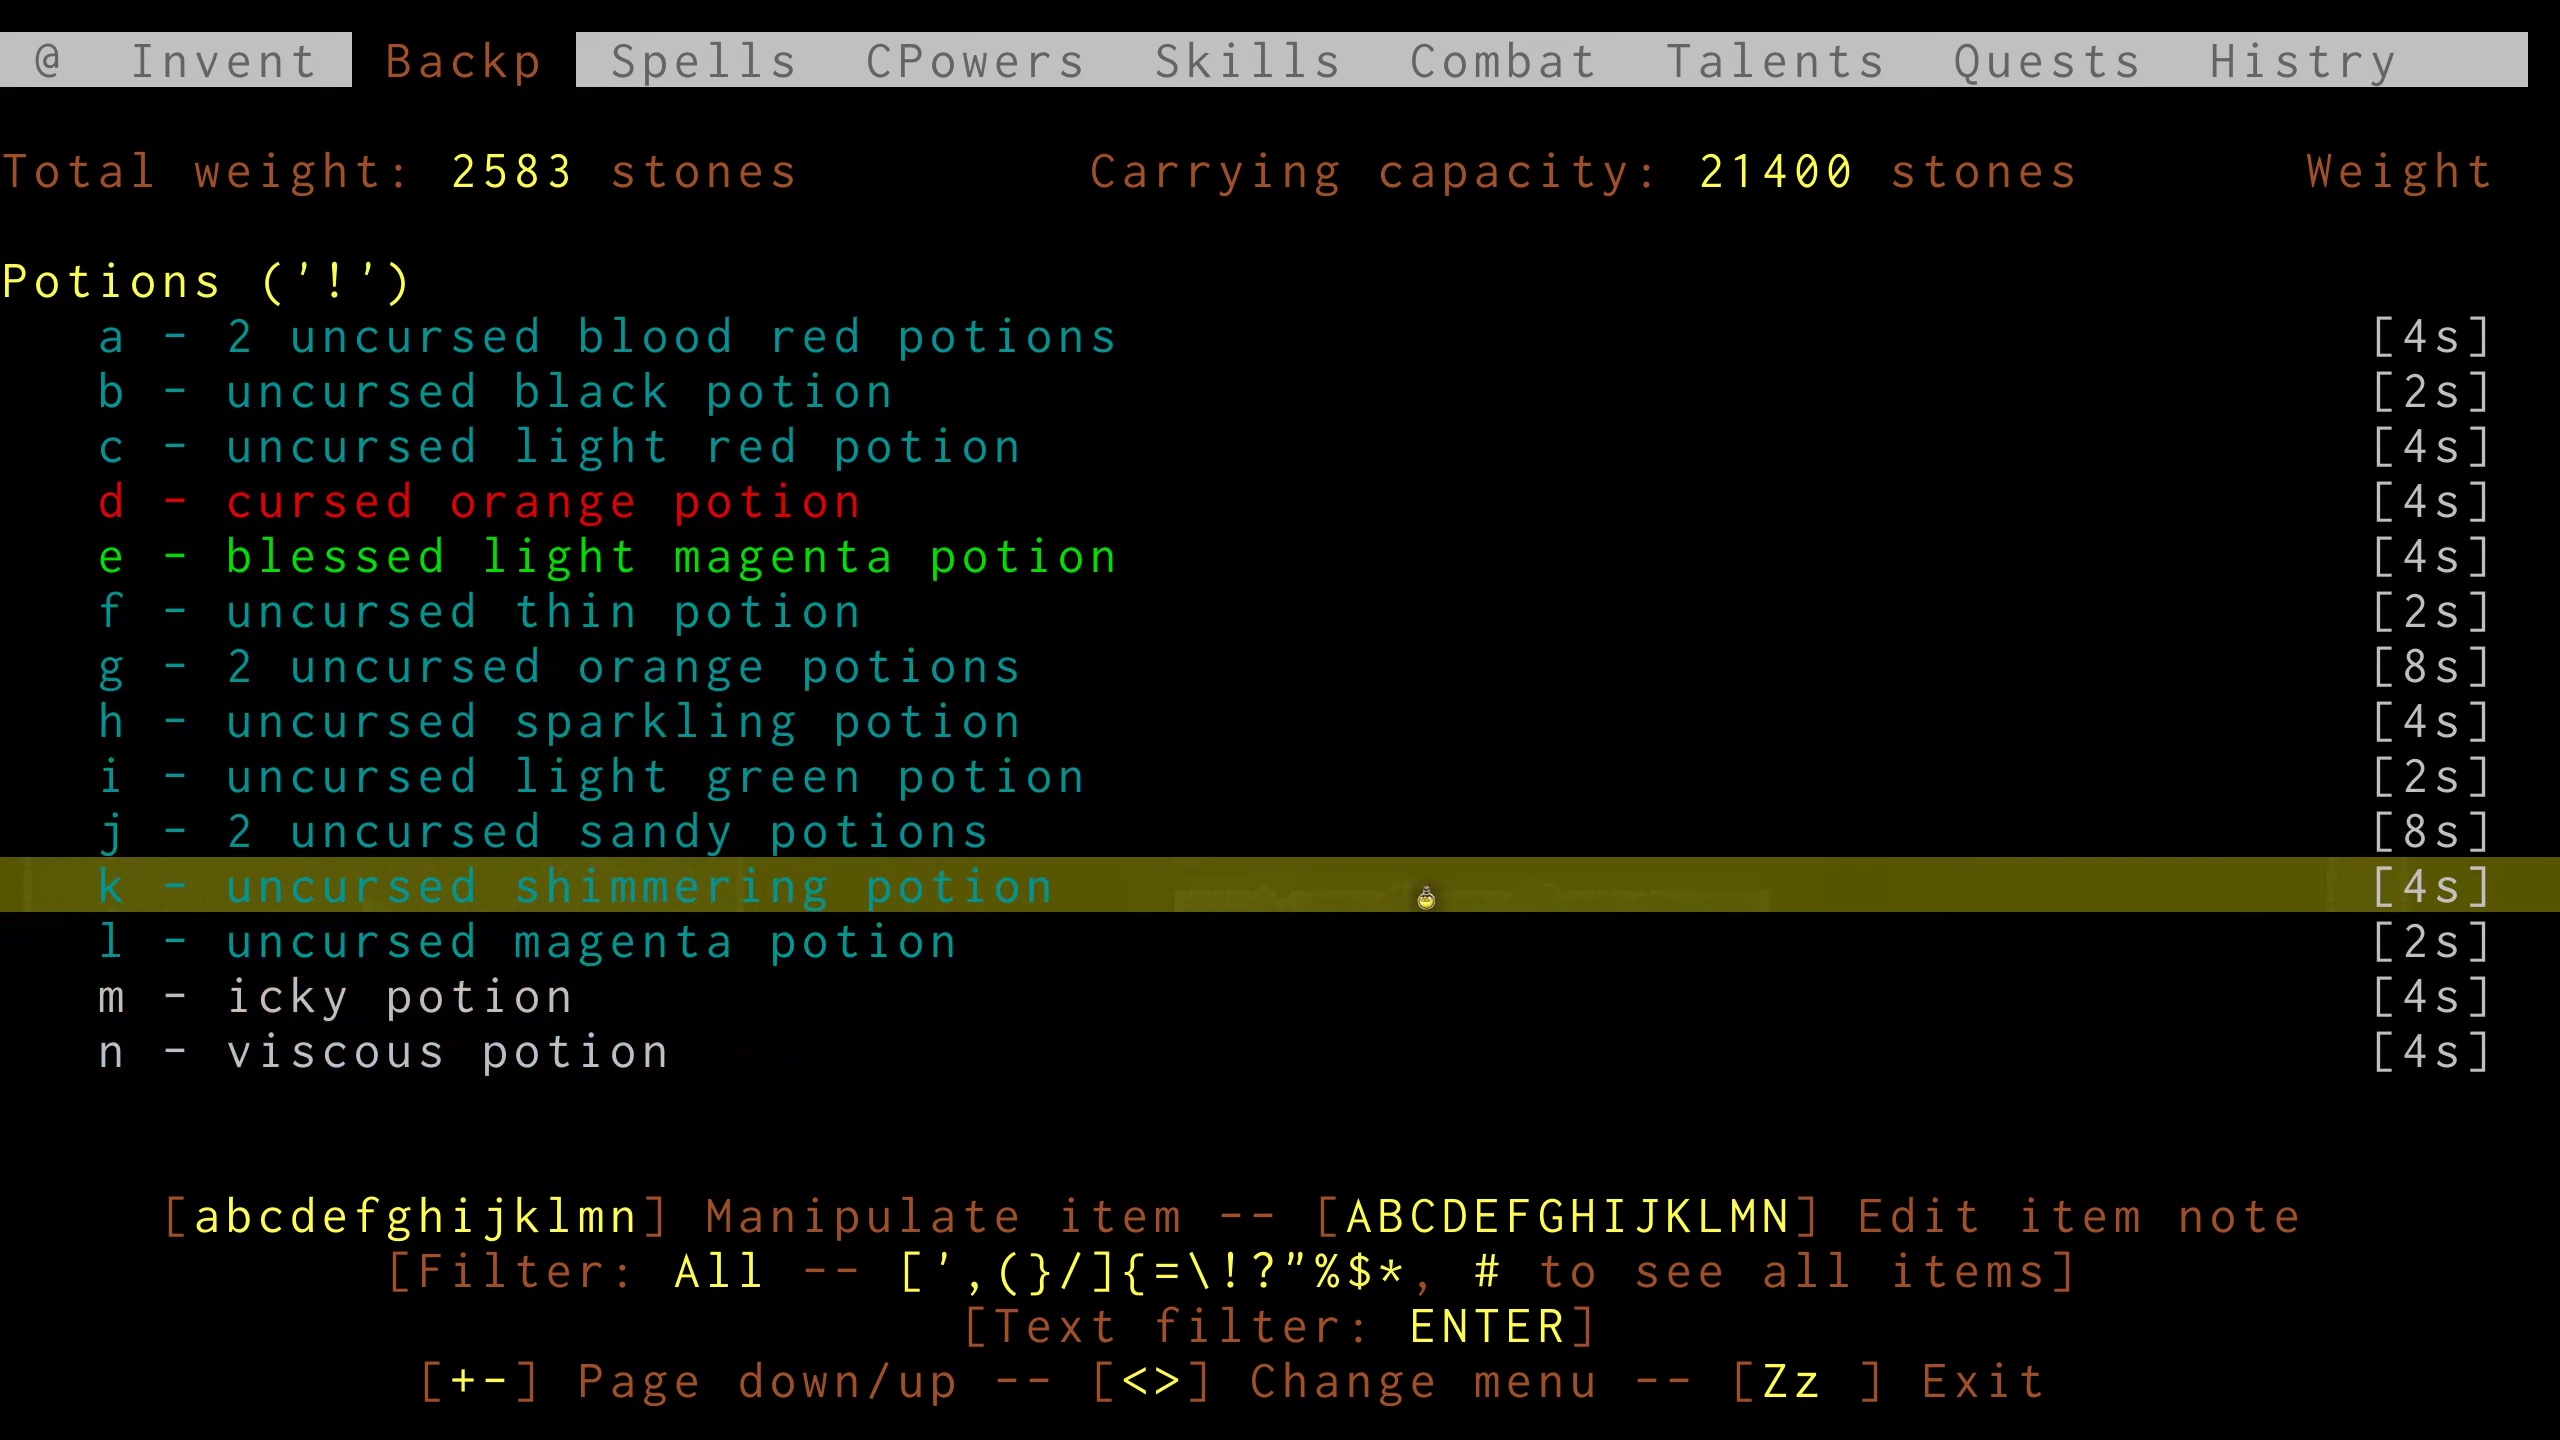 @ Invent Backp Spells CPowers Skills Combat Talents Quests Histry
Total weight: 2583 stones Carrying capacity: 21400 stones Weight
Potions ('!')
a - 2 uncursed blood red potions [4s]
b - uncursed black potion [2s]
c - uncursed light red potion [4s]
d - cursed orange potion [4s]
e - blessed light magenta potion [4s]
f - uncursed thin potion [2s]
g - 2 uncursed orange potions [8s]
h - uncursed sparkling potion [4s]
i - uncursed light green potion [2s]
j - 2 uncursed sandy potions [8s]
k - uncursed shimmering potion [4s]
l - uncursed magenta potion [2s]
m - icky potion [4s]
n - viscous potion [4s]
[abcdefghijklmn] Manipulate item -- [ABCDEFGHIJKLMN] Edit item note
[Filter: All -- [',(}/]{=\!?"%$*, # to see all items]
[Text filter: ENTER]
[+-] Page down/up -- [<>] Change menu -- [Zz ] Exit